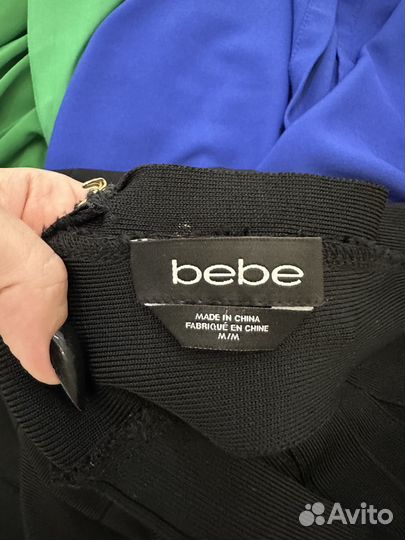 bebe
MADE IN CHINA
FABRIQUÉ EN CHINE
M/M
Avito